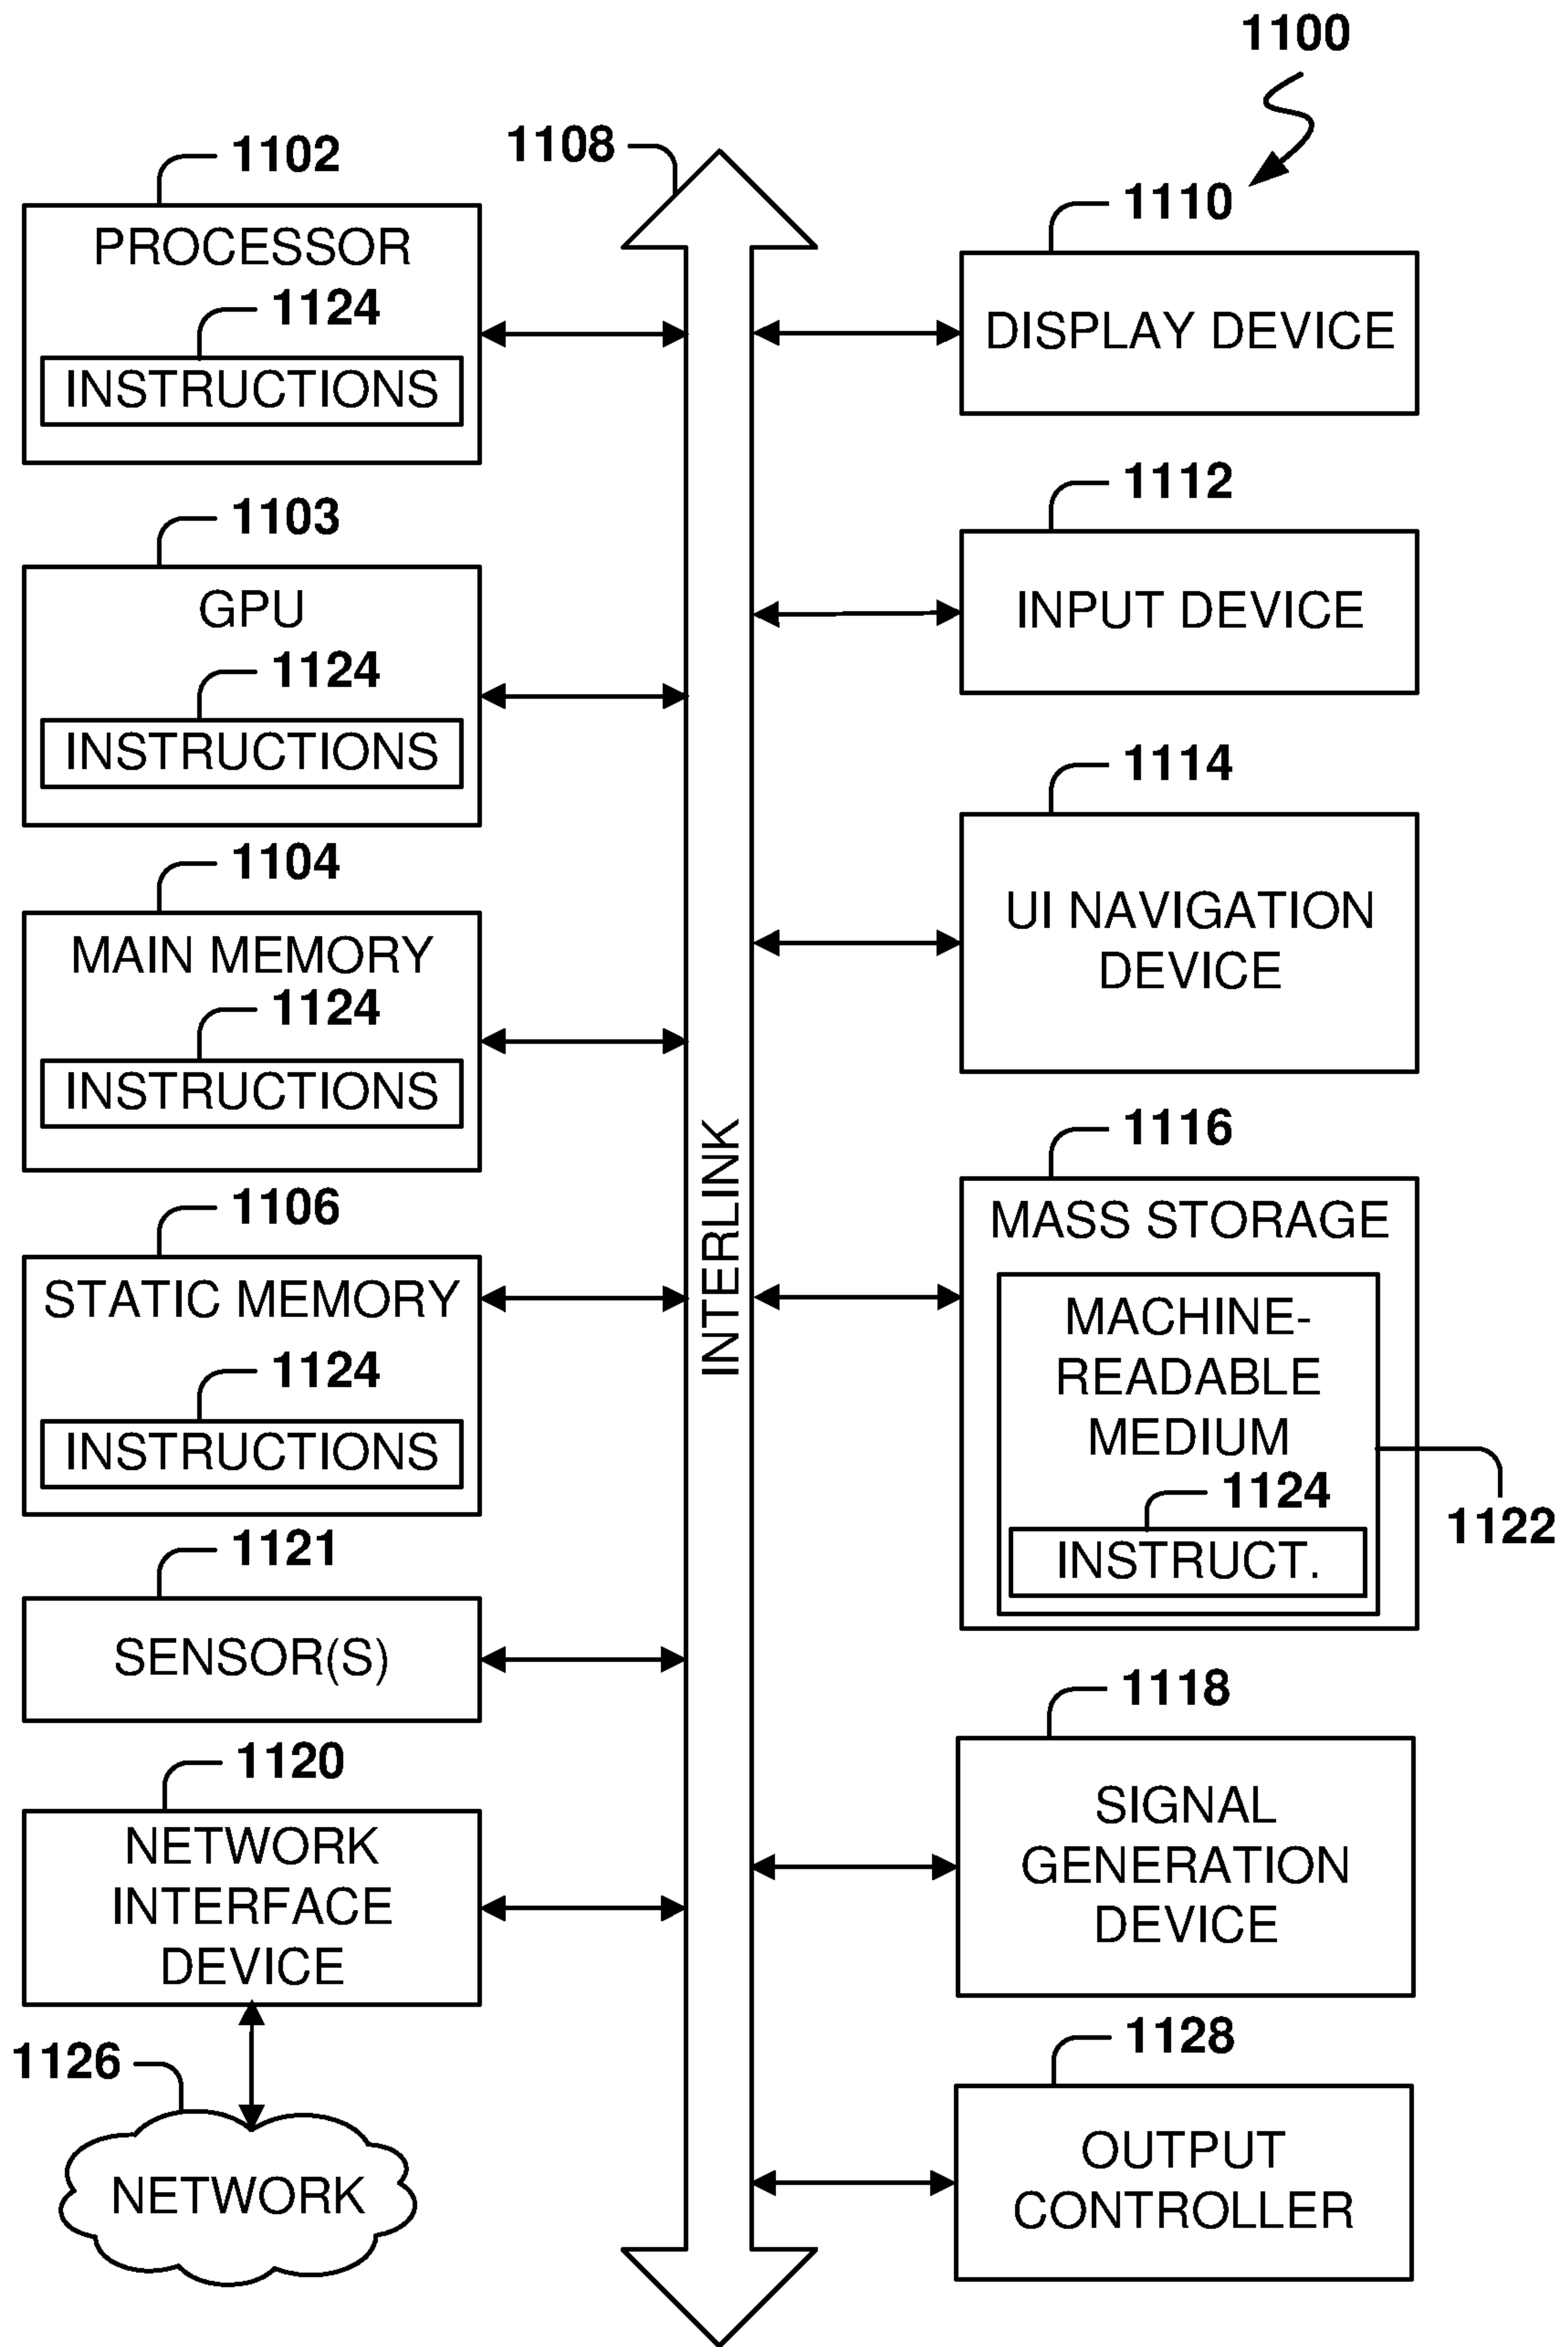 1100
1108
1102
PROCESSOR
1124
INSTRUCTIONS
1103
GPU
1124
INSTRUCTIONS
1104
MAIN MEMORY
1124
INSTRUCTIONS
1106
STATIC MEMORY
1124
INSTRUCTIONS
1121
SENSOR(S)
1120
NETWORK
INTERFACE
DEVICE
1126
NETWORK
INTERLINK
1110
DISPLAY DEVICE
1112
INPUT DEVICE
1114
UI NAVIGATION
DEVICE
1116
MASS STORAGE
MACHINE-
READABLE
MEDIUM
1124
INSTRUCT.
1122
1118
SIGNAL
GENERATION
DEVICE
1128
OUTPUT
CONTROLLER